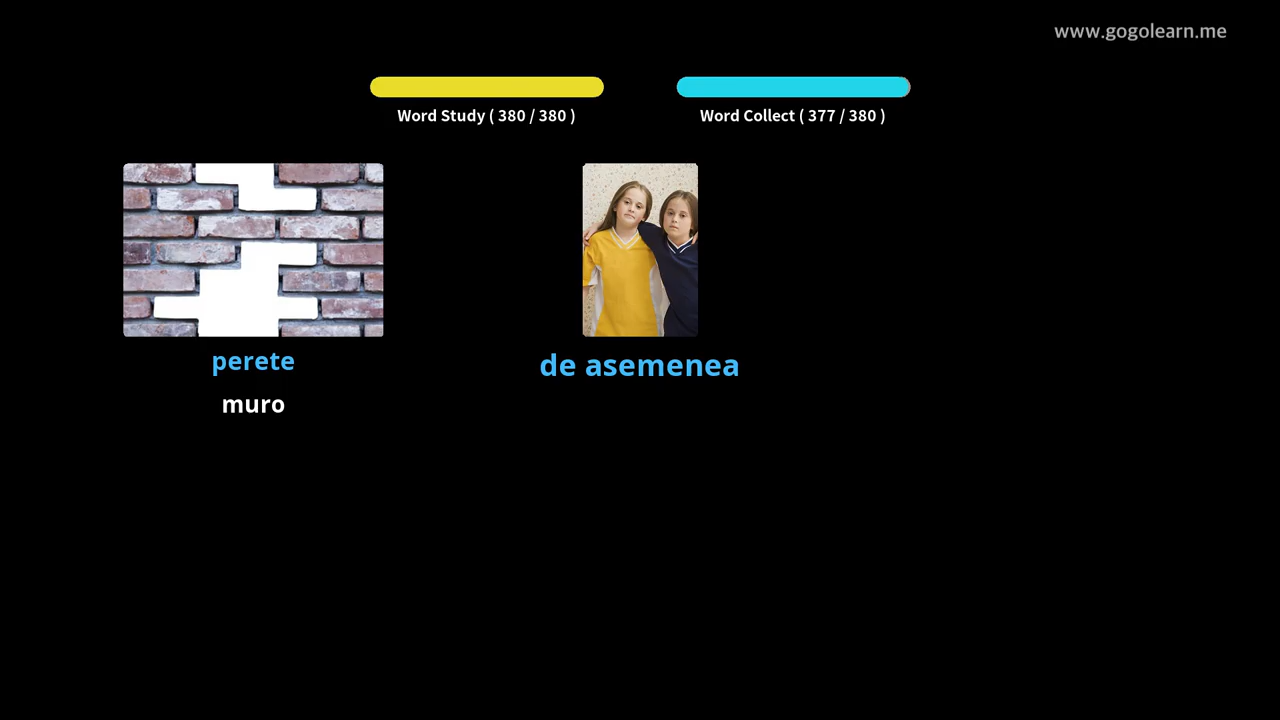 www.gogolearn.me
Word Study ( 380 / 380 )
Word Collect ( 377 / 380 )
perete
muro
de asemenea